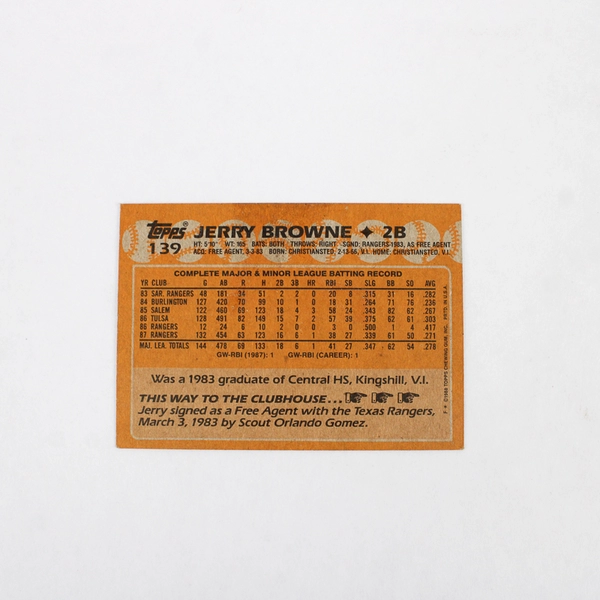 Topps
139
JERRY BROWNE ✦ 2B
HT: 5'10" WT: 165 BATS: BOTH THROWS: RIGHT SGND: RANGERS-1983, AS FREE AGENT
ACQ: FREE AGENT, 3-3-83 BORN: CHRISTIANSTED, 2-13-66, V.I. HOME: CHRISTIANSTED, V.I.
COMPLETE MAJOR & MINOR LEAGUE BATTING RECORD
YR CLUB G AB R H 2B 3B HR RBI SB SLG BB SO AVG
83 SAR. RANGERS 48 181 34 51 2 2 0 20 8 .315 31 16 .282
84 BURLINGTON 127 420 70 99 10 1 0 18 31 .264 71 76 .236
85 SALEM 122 460 69 123 18 4 3 58 24 .343 82 62 .267
86 TULSA 128 491 82 149 15 7 2 57 39 .375 62 61 .303
86 RANGERS 12 24 6 10 2 0 0 3 0 .500 1 4 .417
87 RANGERS 132 454 63 123 16 6 1 38 27 .339 61 50 .271
MAJ. LEA. TOTALS 144 478 69 133 18 6 1 41 27 .347 62 54 .278
GW-RBI (1987): 1 GW-RBI (CAREER): 1
Was a 1983 graduate of Central HS, Kingshill, V.I.
THIS WAY TO THE CLUBHOUSE...
Jerry signed as a Free Agent with the Texas Rangers,
March 3, 1983 by Scout Orlando Gomez.
©1988 TOPPS CHEWING GUM, INC. PRTD. IN U.S.A.